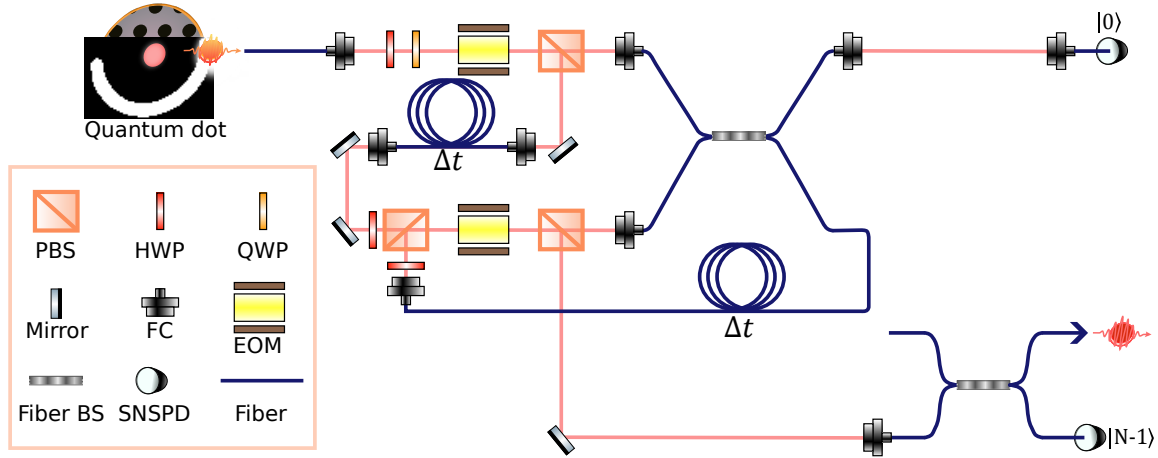 |0⟩
Quantum dot
Δt
PBS
HWP
QWP
Δt
Mirror
FC
EOM
Fiber BS
SNSPD
Fiber
|N-1⟩